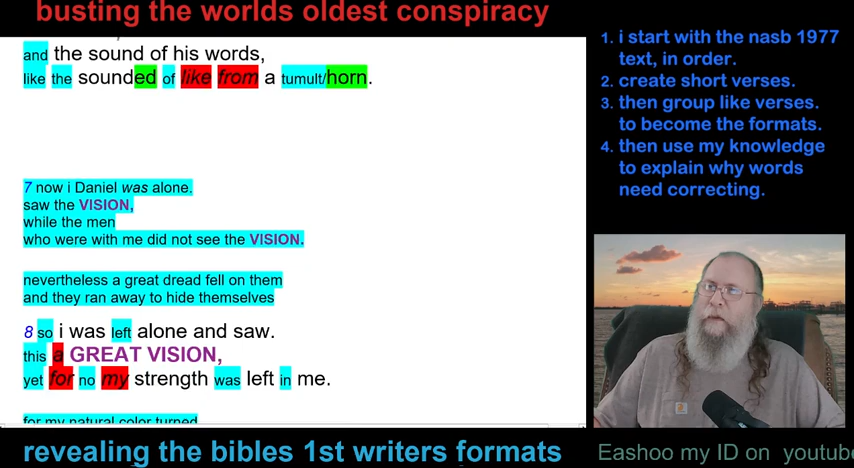 busting the worlds oldest conspiracy
and the sound of his words,
like the sounded of like from a tumult/horn.
7 now i Daniel was alone.
saw the VISION,
while the men
who were with me did not see the VISION.
nevertheless a great dread fell on them
and they ran away to hide themselves
8 so i was left alone and saw.
this a GREAT VISION,
yet for no my strength was left in me.
for my natural color turned
revealing the bibles 1st writers formats
1. i start with the nasb 1977
text, in order.
2. create short verses.
3. then group like verses.
to become the formats.
4. then use my knowledge
to explain why words
need correcting.
Eashoo my ID on youtube